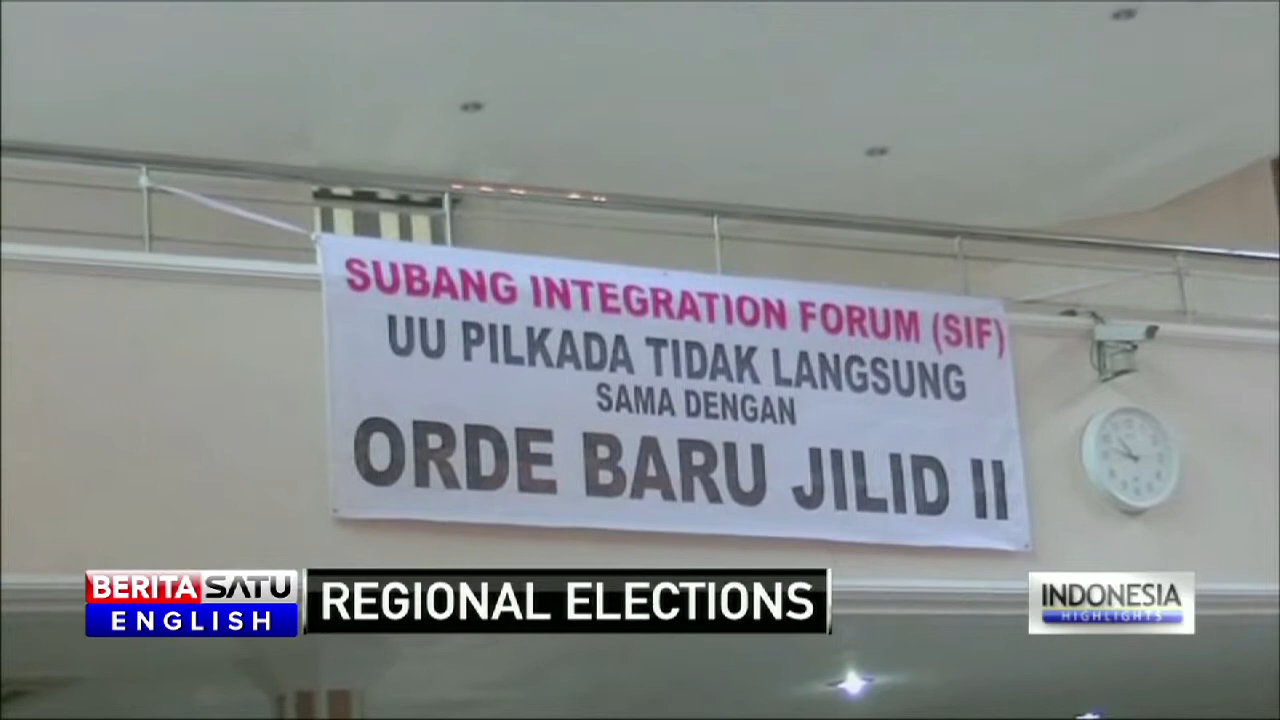 SUBANG INTEGRATION FORUM (SIF)
UU PILKADA TIDAK LANGSUNG
SAMA DENGAN
ORDE BARU JILID II
BERITA SATU
ENGLISH
REGIONAL ELECTIONS
INDONESIA
HIGHLIGHTS